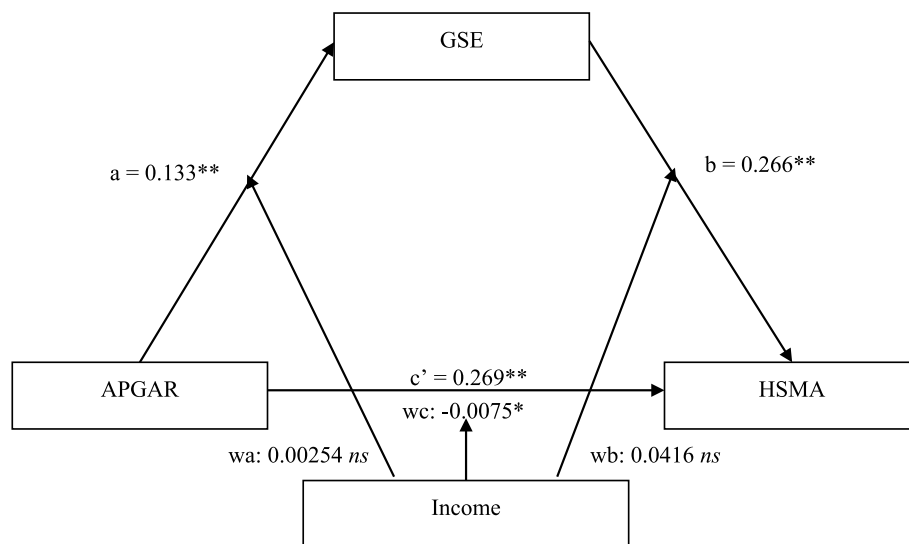 GSE
a = 0.133**
b = 0.266**
APGAR
c’ = 0.269**
HSMA
wc: -0.0075*
wa: 0.00254 ns
wb: 0.0416 ns
Income